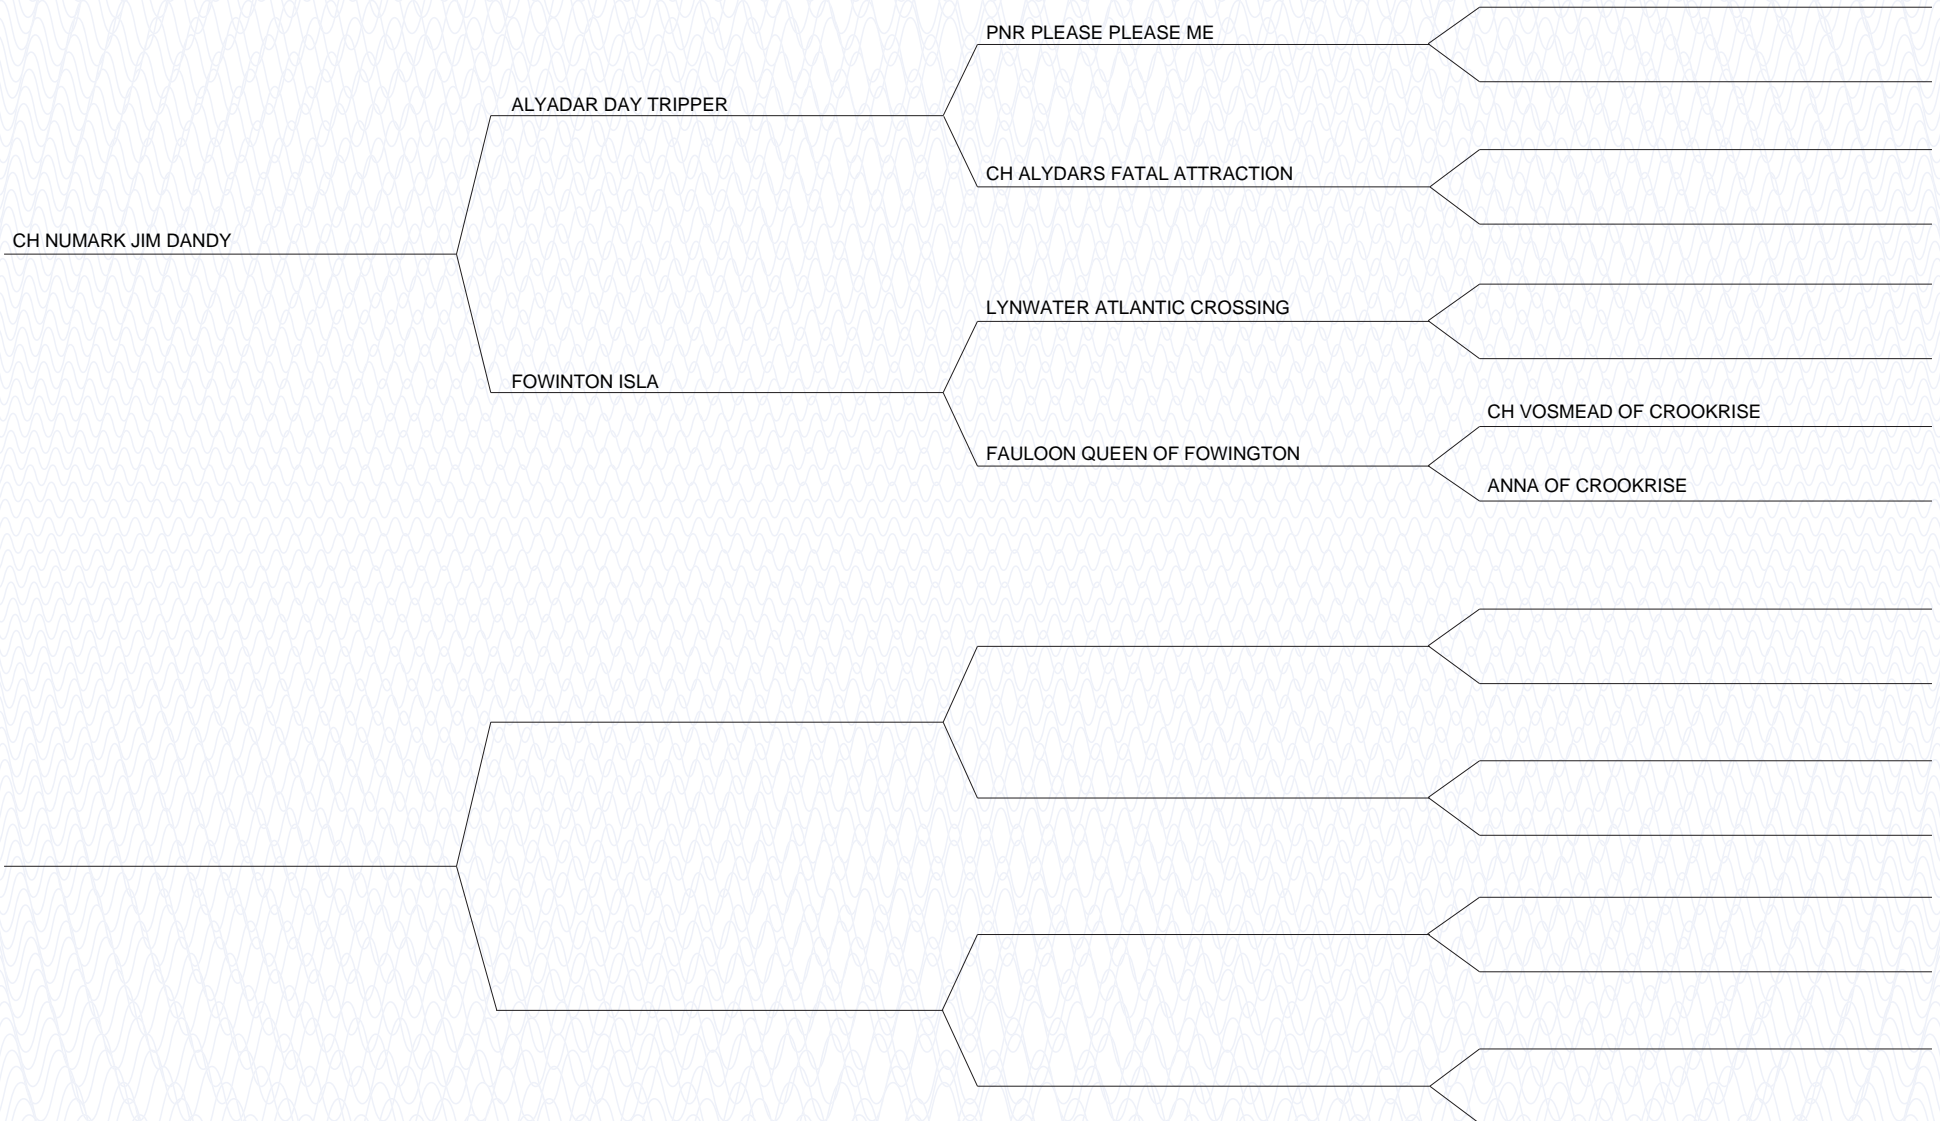 PNR PLEASE PLEASE ME
ALYADAR DAY TRIPPER
CH ALYDARS FATAL ATTRACTION
CH NUMARK JIM DANDY
LYNWATER ATLANTIC CROSSING
FOWINTON ISLA
CH VOSMEAD OF CROOKRISE
FAULOON QUEEN OF FOWINGTON
ANNA OF CROOKRISE